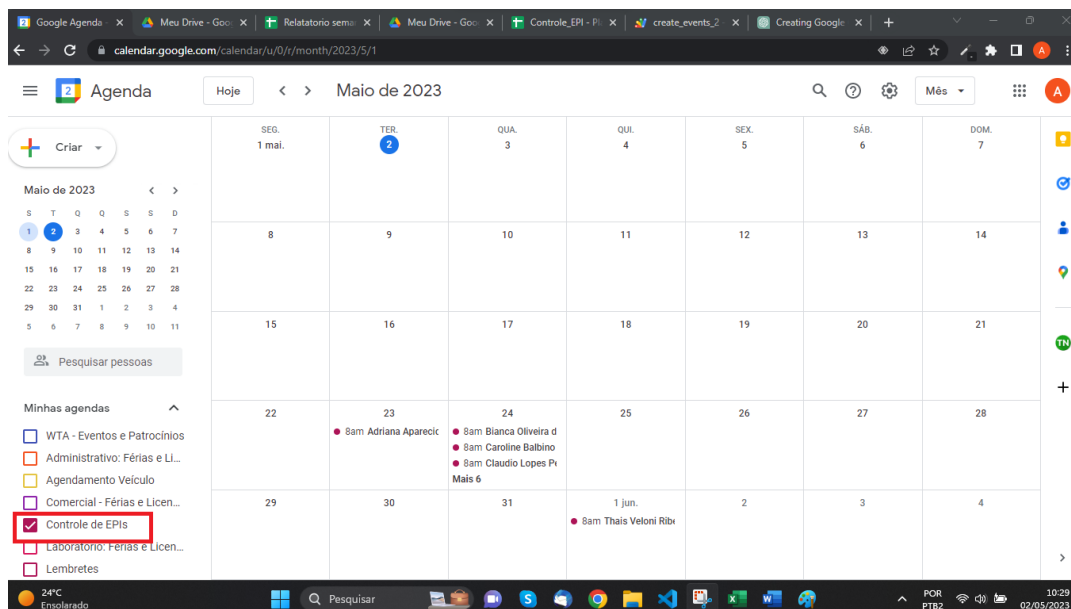 Google Agenda -
Meu Drive - Goo
Relatatorio sema
Meu Drive - Goo
Controle_EPI - Pl
create_events_2
Creating Google
calendar.google.com/calendar/u/0/r/month/2023/5/1
A
2 Agenda
Hoje
Maio de 2023
Mês
A
Criar
Maio de 2023
S T Q Q S S D
1 2 3 4 5 6 7
8 9 10 11 12 13 14
15 16 17 18 19 20 21
22 23 24 25 26 27 28
29 30 31 1 2 3 4
5 6 7 8 9 10 11
Pesquisar pessoas
Minhas agendas
WTA - Eventos e Patrocínios
Administrativo: Férias e Li...
Agendamento Veículo
Comercial - Férias e Licen...
Controle de EPIs
Laboratório: Férias e Licen...
Lembretes
SEG. TER. QUA. QUI. SEX. SÁB. DOM.
1 mai. 2 3 4 5 6 7
8 9 10 11 12 13 14
15 16 17 18 19 20 21
22 23 24 25 26 27 28
8am Adriana Aparecic
8am Bianca Oliveira d
8am Caroline Balbino
8am Claudio Lopes Pe
Mais 6
29 30 31 1 jun. 2 3 4
8am Thais Veloni Ribe
TN
24°C
Ensolarado
Pesquisar
POR
PTB2
10:29
02/05/2023